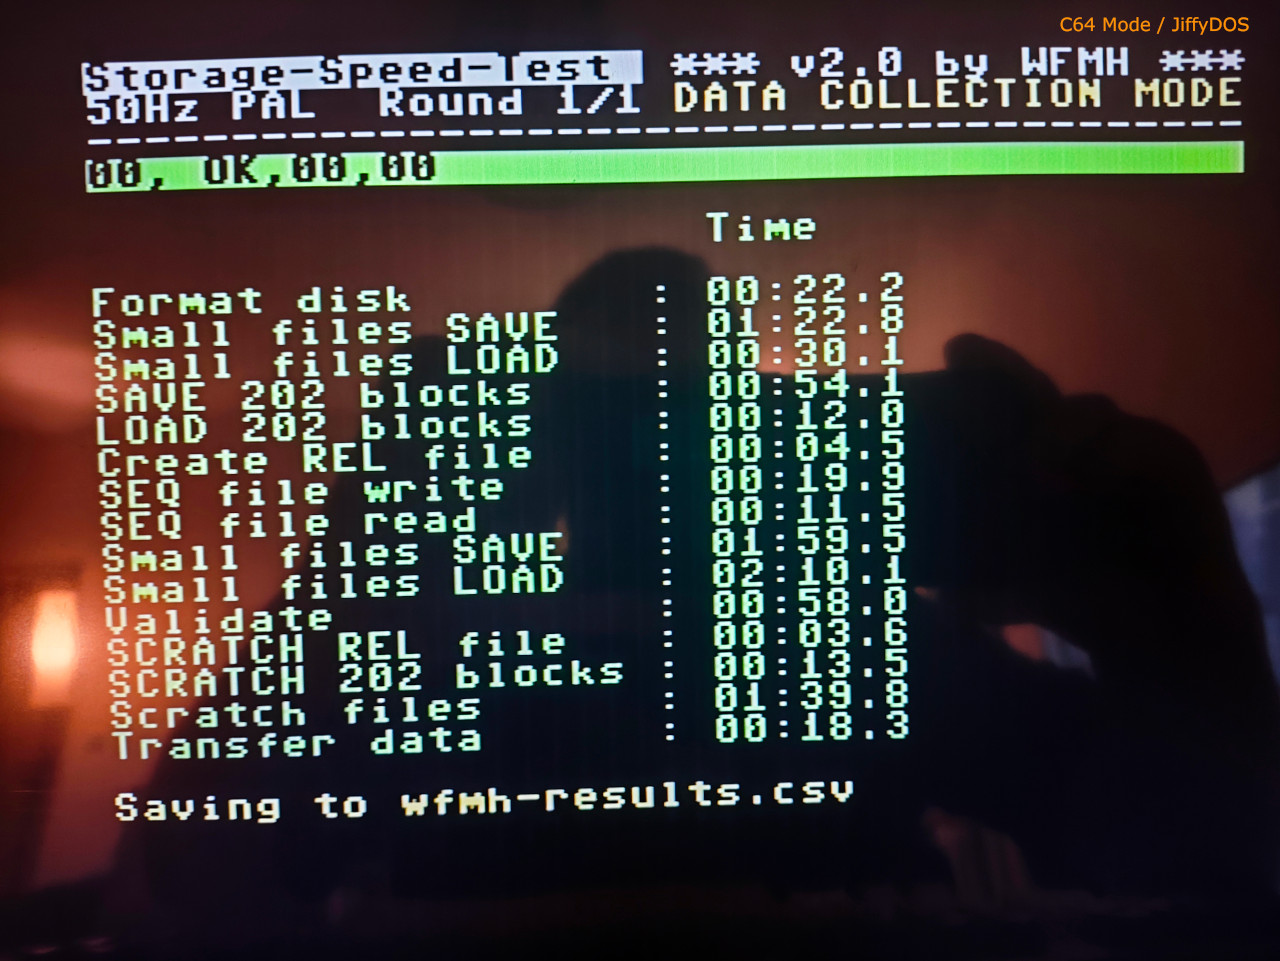 C64 Mode / JiffyDOS
Storage-Speed-Test *** v2.0 by WFMH ***
50Hz PAL Round 1/1 DATA COLLECTION MODE
---------------------------------------
00, OK,00,00
Time
Format disk : 00:22.2
Small files SAVE : 01:22.8
Small files LOAD : 00:30.1
SAVE 202 blocks : 00:54.1
LOAD 202 blocks : 00:12.0
Create REL file : 00:04.5
SEQ file write : 00:19.9
SEQ file read : 00:11.5
Small files SAVE : 01:59.5
Small files LOAD : 02:10.1
Validate : 00:58.0
SCRATCH REL file : 00:03.6
SCRATCH 202 blocks : 00:13.5
Scratch files : 01:39.8
Transfer data : 00:18.3
Saving to wfmh-results.csv